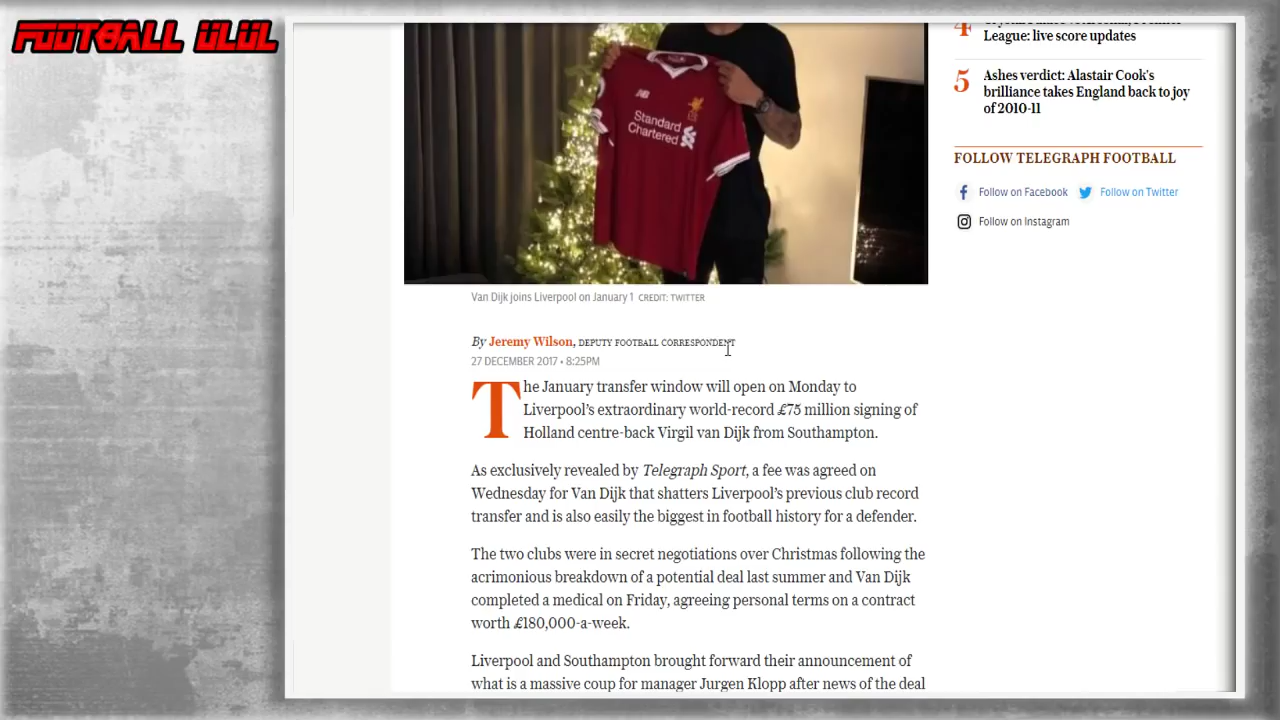 FOOTBALL ÜLÜL
NB
Standard
Chartered
League: live score updates
5
Ashes verdict: Alastair Cook's
brilliance takes England back to joy
of 2010-11
FOLLOW TELEGRAPH FOOTBALL
Follow on Facebook
Follow on Twitter
Follow on Instagram
Van Dijk joins Liverpool on January 1 CREDIT: TWITTER
By Jeremy Wilson, DEPUTY FOOTBALL CORRESPONDENT
27 DECEMBER 2017 • 8:25PM
The January transfer window will open on Monday to
Liverpool's extraordinary world-record £75 million signing of
Holland centre-back Virgil van Dijk from Southampton.
As exclusively revealed by Telegraph Sport, a fee was agreed on
Wednesday for Van Dijk that shatters Liverpool's previous club record
transfer and is also easily the biggest in football history for a defender.
The two clubs were in secret negotiations over Christmas following the
acrimonious breakdown of a potential deal last summer and Van Dijk
completed a medical on Friday, agreeing personal terms on a contract
worth £180,000-a-week.
Liverpool and Southampton brought forward their announcement of
what is a massive coup for manager Jurgen Klopp after news of the deal